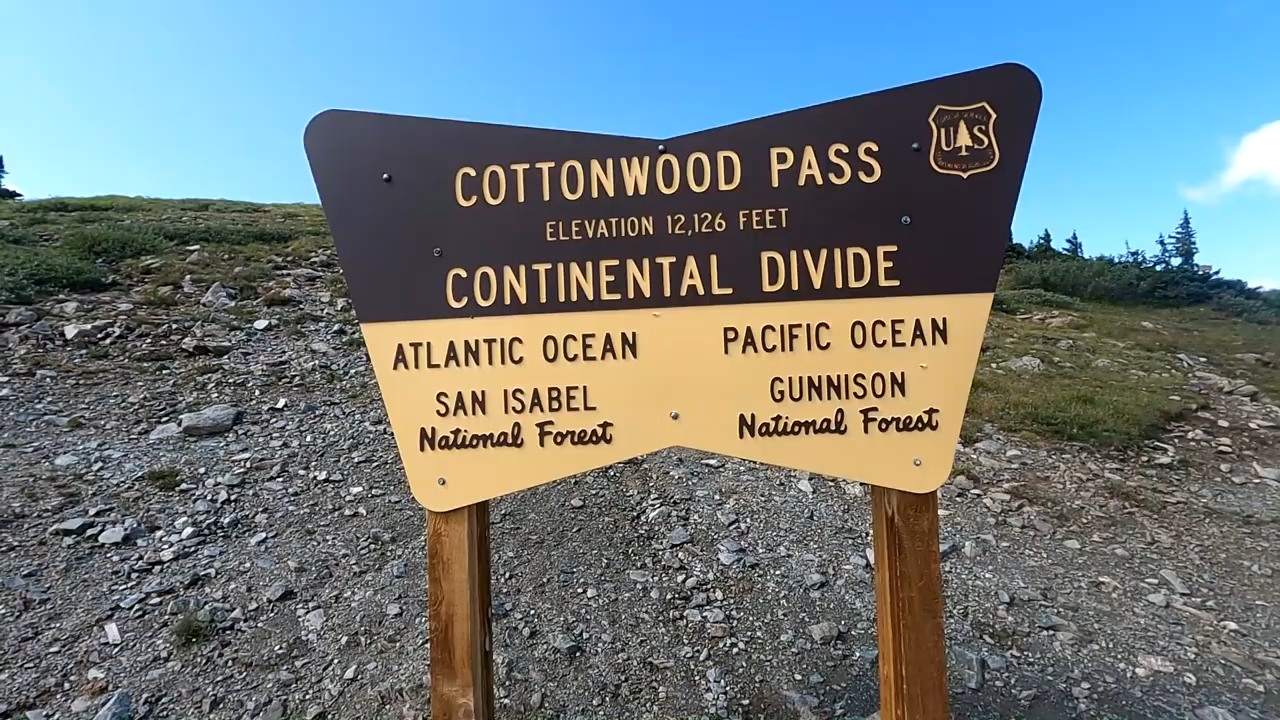 COTTONWOOD PASS
ELEVATION 12,126 FEET
CONTINENTAL DIVIDE
ATLANTIC OCEAN
PACIFIC OCEAN
SAN ISABEL
National Forest
GUNNISON
National Forest
U S